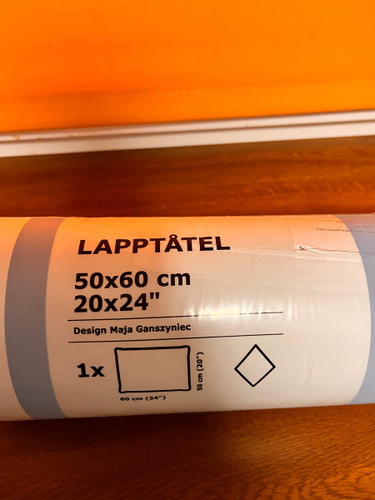 LAPPTÅTEL
50x60 cm
20x24"
Design Maja Ganszyniec
1x
50 cm (20")
60 cm (24")